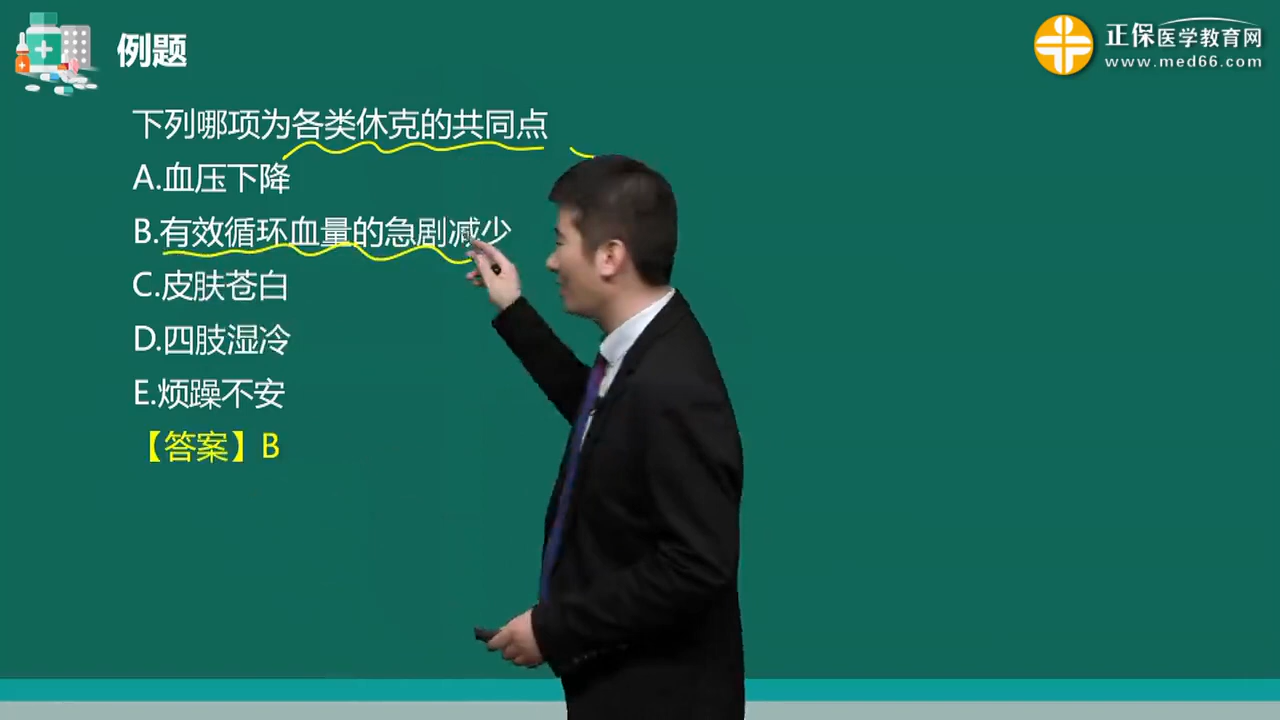 例题
正保医学教育网
www.med66.com
下列哪项为各类休克的共同点
A.血压下降
B.有效循环血量的急剧减少
C.皮肤苍白
D.四肢湿冷
E.烦躁不安
【答案】B